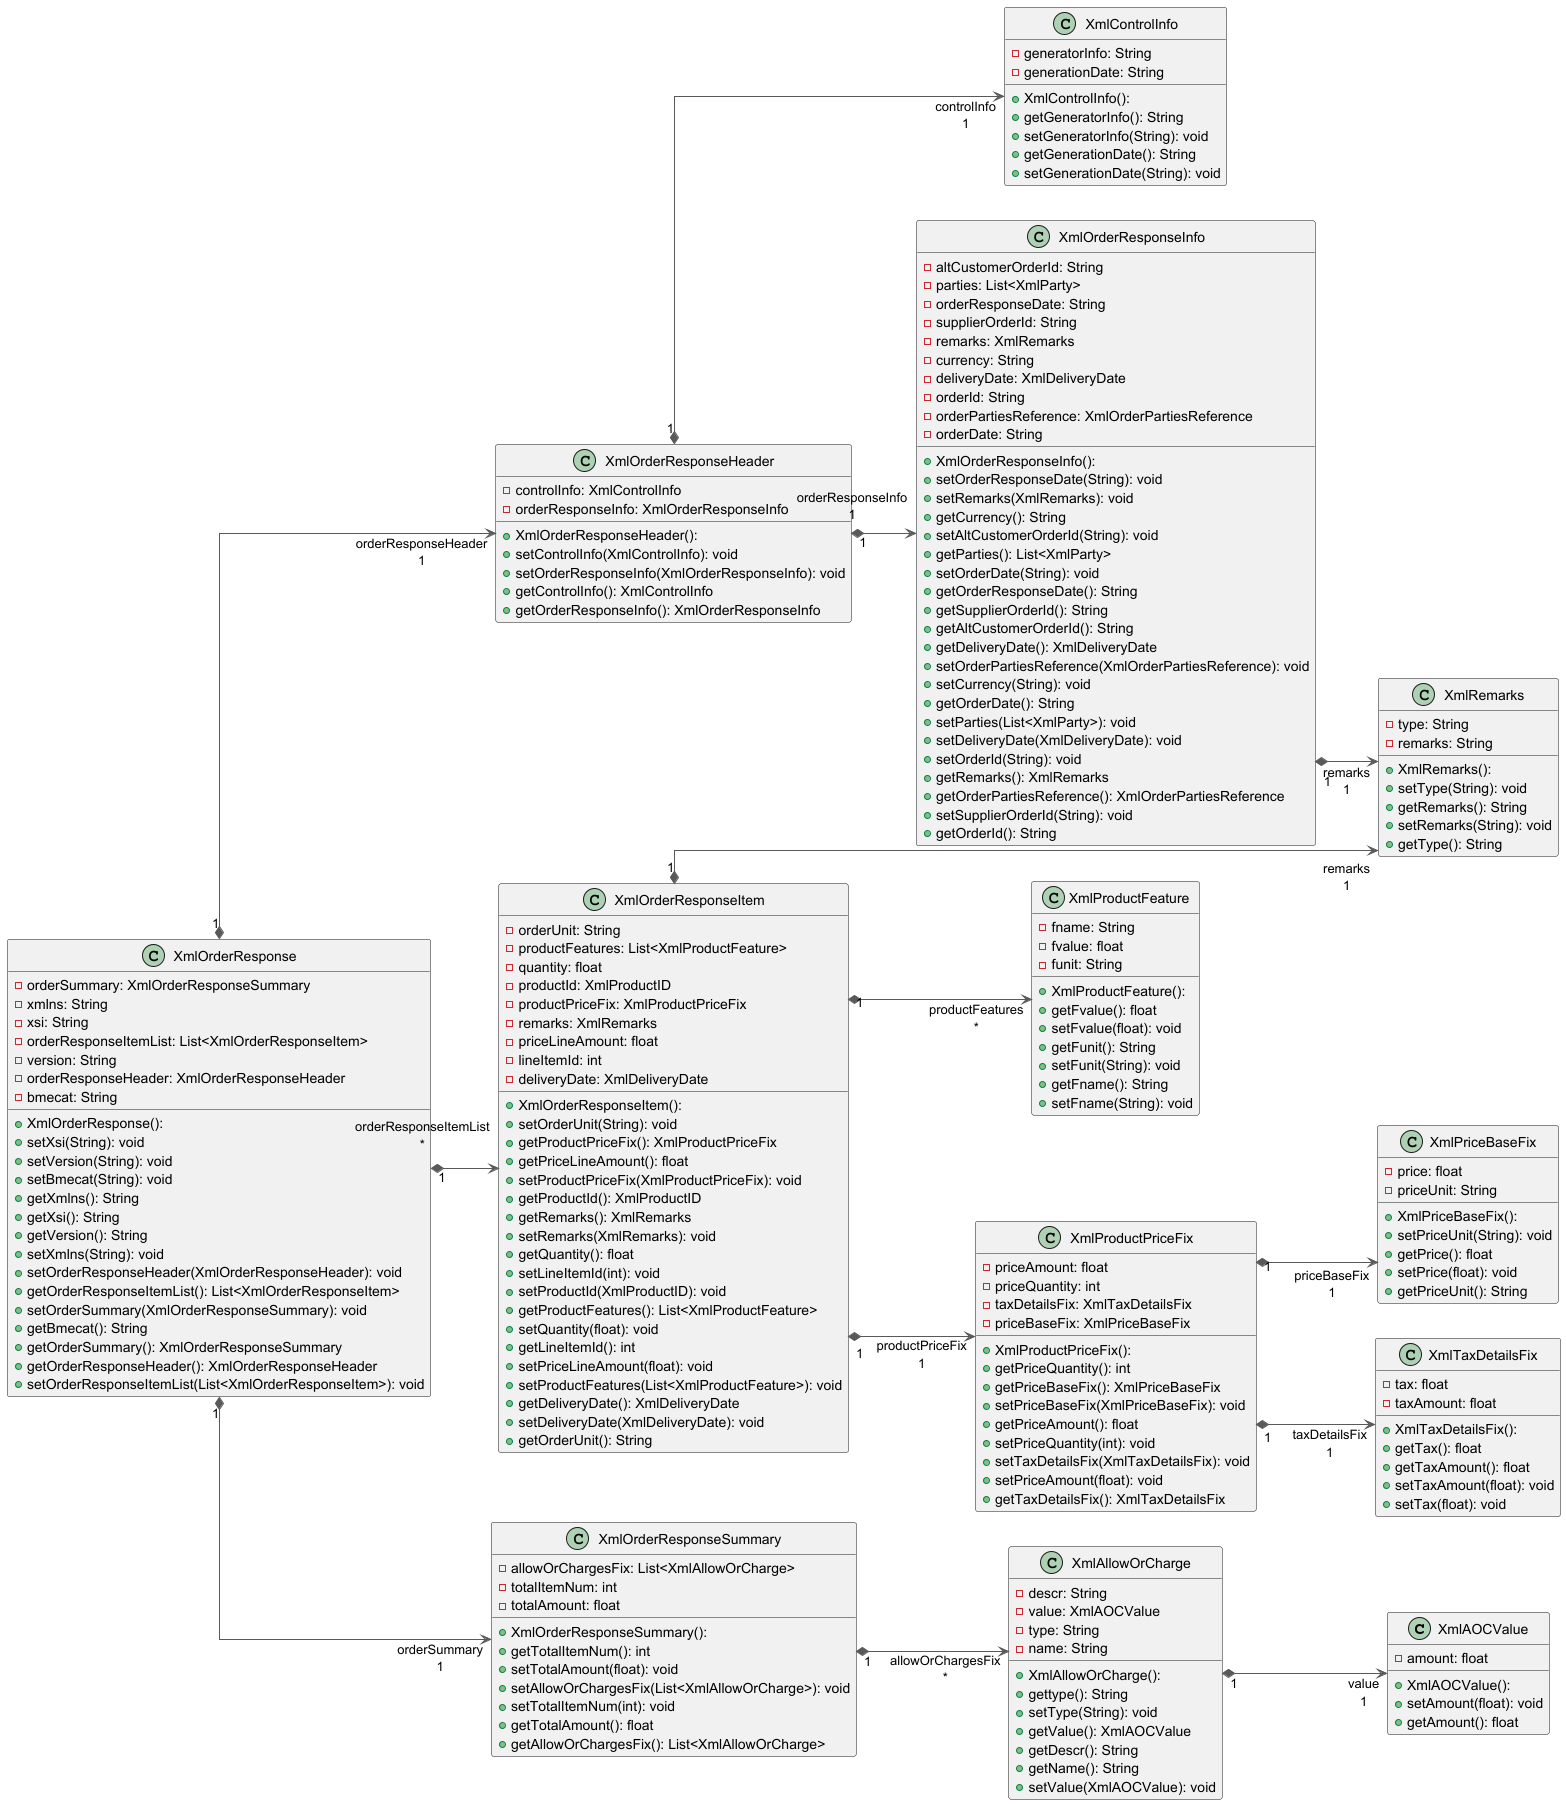 C XmlControlInfo
generatorInfo: String
generationDate: String
XmlControlInfo():
getGeneratorInfo(): String
setGeneratorInfo(String): void
getGenerationDate(): String
setGenerationDate(String): void
controlInfo
1
1
C XmlOrderResponseInfo
altCustomerOrderId: String
parties: List<XmlParty>
orderResponseDate: String
supplierOrderId: String
remarks: XmlRemarks
currency: String
deliveryDate: XmlDeliveryDate
orderId: String
orderPartiesReference: XmlOrderPartiesReference
orderDate: String
XmlOrderResponseInfo():
setOrderResponseDate(String): void
setRemarks(XmlRemarks): void
getCurrency(): String
setAltCustomerOrderId(String): void
getParties(): List<XmlParty>
setOrderDate(String): void
getOrderResponseDate(): String
getSupplierOrderId(): String
getAltCustomerOrderId(): String
getDeliveryDate(): XmlDeliveryDate
setOrderPartiesReference(XmlOrderPartiesReference): void
setCurrency(String): void
getOrderDate(): String
setParties(List<XmlParty>): void
setDeliveryDate(XmlDeliveryDate): void
setOrderId(String): void
getRemarks(): XmlRemarks
getOrderPartiesReference(): XmlOrderPartiesReference
setSupplierOrderId(String): void
getOrderId(): String
C XmlOrderResponseHeader
controlInfo: XmlControlInfo
orderResponseInfo: XmlOrderResponseInfo
XmlOrderResponseHeader():
setControlInfo(XmlControlInfo): void
setOrderResponseInfo(XmlOrderResponseInfo): void
getControlInfo(): XmlControlInfo
getOrderResponseInfo(): XmlOrderResponseInfo
orderResponseInfo
1
1
orderResponseHeader
1
1
C XmlRemarks
type: String
remarks: String
XmlRemarks():
setType(String): void
getRemarks(): String
setRemarks(String): void
getType(): String
remarks
1
1
remarks
1
1
C XmlOrderResponse
orderSummary: XmlOrderResponseSummary
xmlns: String
xsi: String
orderResponseItemList: List<XmlOrderResponseItem>
version: String
orderResponseHeader: XmlOrderResponseHeader
bmecat: String
XmlOrderResponse():
setXsi(String): void
setVersion(String): void
setBmecat(String): void
getXmlns(): String
getXsi(): String
getVersion(): String
setXmlns(String): void
setOrderResponseHeader(XmlOrderResponseHeader): void
getOrderResponseItemList(): List<XmlOrderResponseItem>
setOrderSummary(XmlOrderResponseSummary): void
getBmecat(): String
getOrderSummary(): XmlOrderResponseSummary
getOrderResponseHeader(): XmlOrderResponseHeader
setOrderResponseItemList(List<XmlOrderResponseItem>): void
orderResponseItemList
*
1
C XmlOrderResponseItem
orderUnit: String
productFeatures: List<XmlProductFeature>
quantity: float
productId: XmlProductID
productPriceFix: XmlProductPriceFix
remarks: XmlRemarks
priceLineAmount: float
lineItemId: int
deliveryDate: XmlDeliveryDate
XmlOrderResponseItem():
setOrderUnit(String): void
getProductPriceFix(): XmlProductPriceFix
getPriceLineAmount(): float
setProductPriceFix(XmlProductPriceFix): void
getProductId(): XmlProductID
getRemarks(): XmlRemarks
setRemarks(XmlRemarks): void
getQuantity(): float
setLineItemId(int): void
setProductId(XmlProductID): void
getProductFeatures(): List<XmlProductFeature>
setQuantity(float): void
getLineItemId(): int
setPriceLineAmount(float): void
setProductFeatures(List<XmlProductFeature>): void
getDeliveryDate(): XmlDeliveryDate
setDeliveryDate(XmlDeliveryDate): void
getOrderUnit(): String
1
productFeatures
*
C XmlProductFeature
fname: String
fvalue: float
funit: String
XmlProductFeature():
getFvalue(): float
setFvalue(float): void
getFunit(): String
setFunit(String): void
getFname(): String
setFname(String): void
1
productPriceFix
1
C XmlProductPriceFix
priceAmount: float
priceQuantity: int
taxDetailsFix: XmlTaxDetailsFix
priceBaseFix: XmlPriceBaseFix
XmlProductPriceFix():
getPriceQuantity(): int
getPriceBaseFix(): XmlPriceBaseFix
setPriceBaseFix(XmlPriceBaseFix): void
getPriceAmount(): float
setPriceQuantity(int): void
setTaxDetailsFix(XmlTaxDetailsFix): void
setPriceAmount(float): void
getTaxDetailsFix(): XmlTaxDetailsFix
1
priceBaseFix
1
C XmlPriceBaseFix
price: float
priceUnit: String
XmlPriceBaseFix():
setPriceUnit(String): void
getPrice(): float
setPrice(float): void
getPriceUnit(): String
1
taxDetailsFix
1
C XmlTaxDetailsFix
tax: float
taxAmount: float
XmlTaxDetailsFix():
getTax(): float
getTaxAmount(): float
setTaxAmount(float): void
setTax(float): void
1
orderSummary
1
C XmlOrderResponseSummary
allowOrChargesFix: List<XmlAllowOrCharge>
totalItemNum: int
totalAmount: float
XmlOrderResponseSummary():
getTotalItemNum(): int
setTotalAmount(float): void
setAllowOrChargesFix(List<XmlAllowOrCharge>): void
setTotalItemNum(int): void
getTotalAmount(): float
getAllowOrChargesFix(): List<XmlAllowOrCharge>
1
allowOrChargesFix
*
C XmlAllowOrCharge
descr: String
value: XmlAOCValue
type: String
name: String
XmlAllowOrCharge():
gettype(): String
setType(String): void
getValue(): XmlAOCValue
getDescr(): String
getName(): String
setValue(XmlAOCValue): void
1
value
1
C XmlAOCValue
amount: float
XmlAOCValue():
setAmount(float): void
getAmount(): float